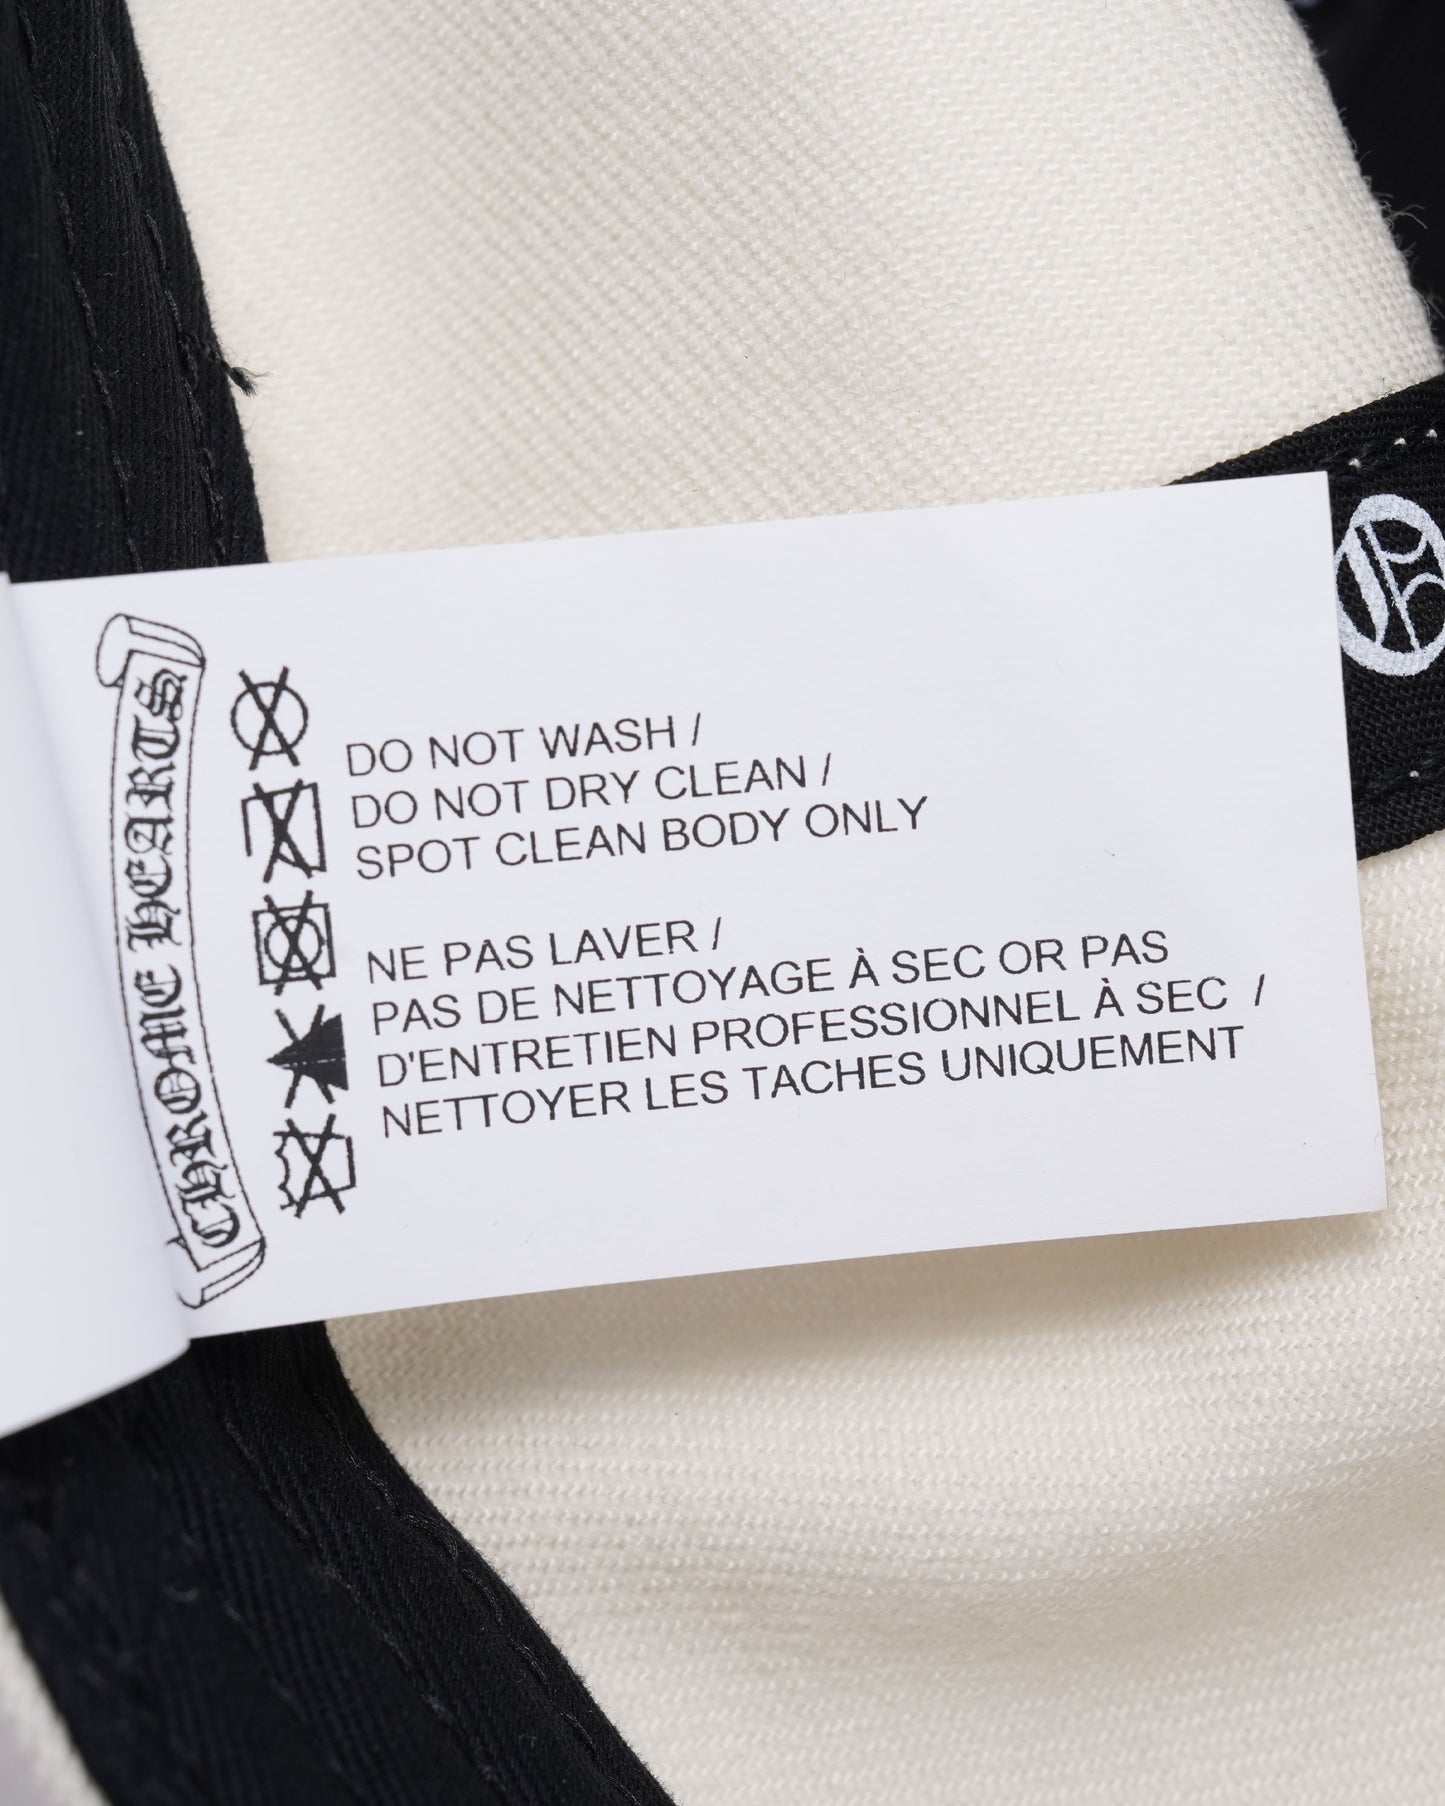 CHROME HEARTS
DO NOT WASH /
DO NOT DRY CLEAN /
SPOT CLEAN BODY ONLY
NE PAS LAVER /
PAS DE NETTOYAGE À SEC OR PAS
D'ENTRETIEN PROFESSIONNEL À SEC /
NETTOYER LES TACHES UNIQUEMENT